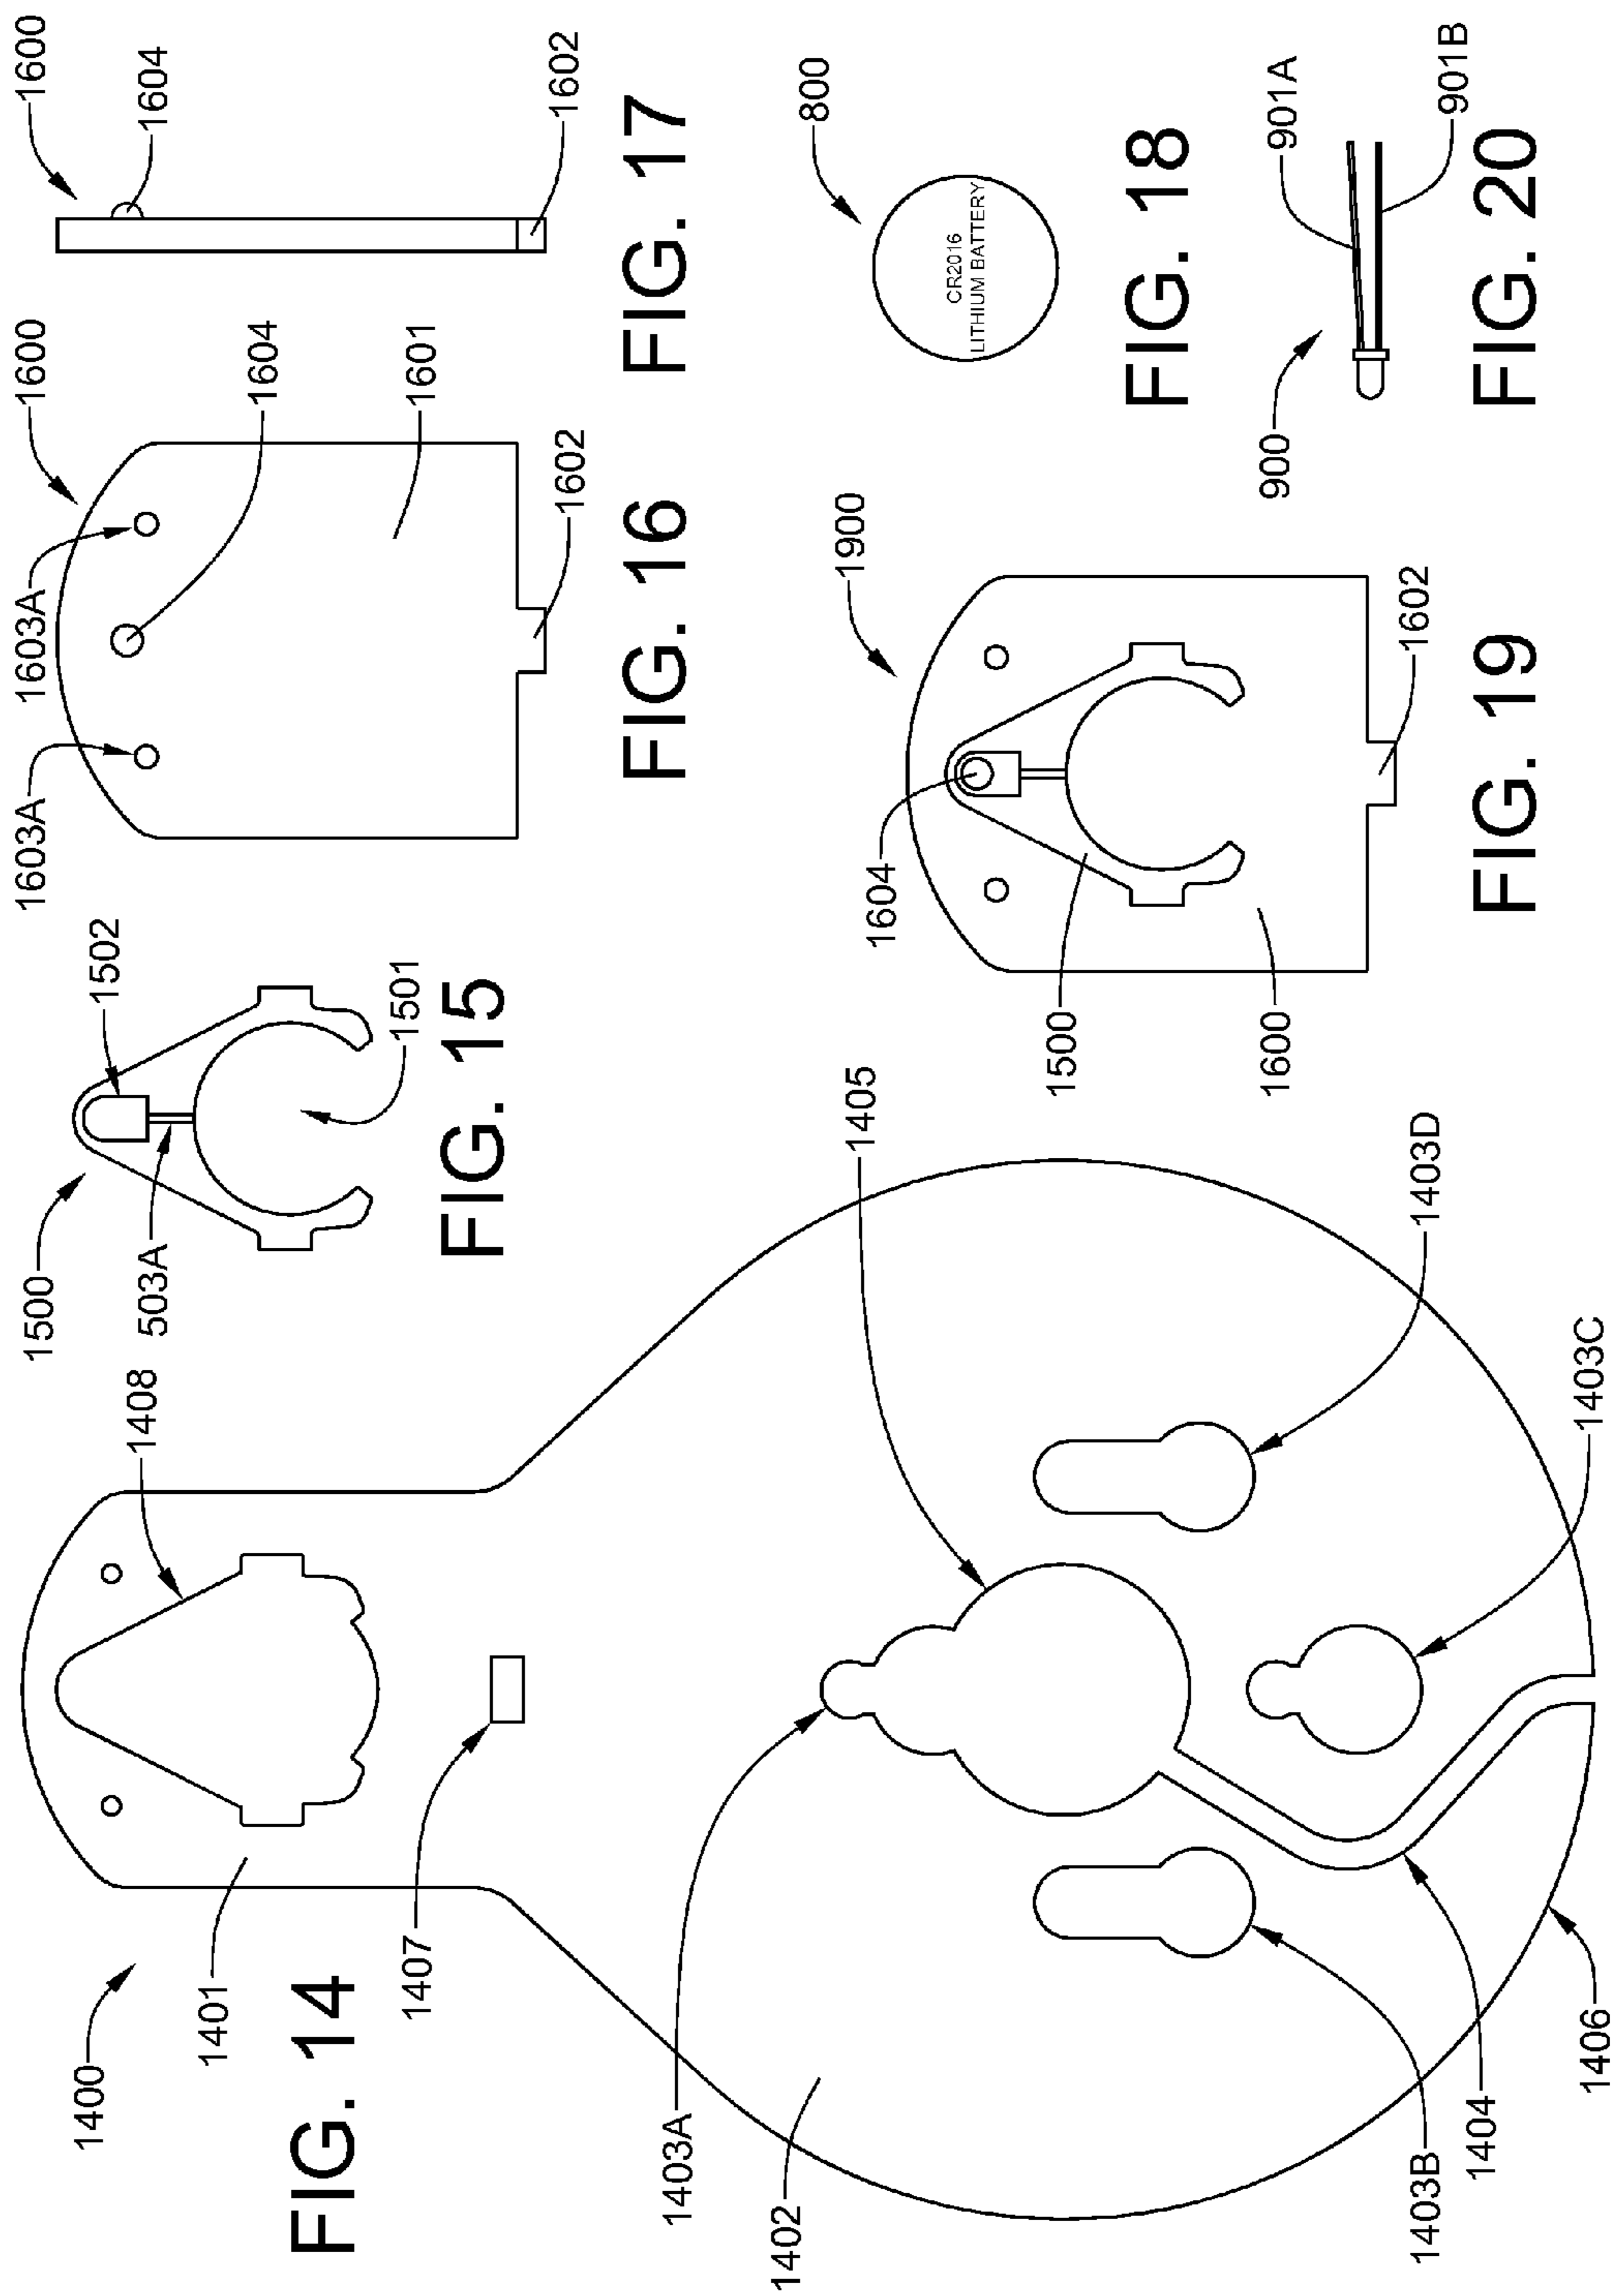 1400
1401
1408
1407
1402
1403A
1405
1403B
1404
1406
1403C
1403D
FIG. 14
1500
1502
503A
1501
FIG. 15
1603A
1603A
1600
1604
1601
1602
FIG. 16
1600
1604
1602
FIG. 17
800
CR2016
LITHIUM BATTERY
FIG. 18
1900
1604
1500
1600
1602
FIG. 19
900
901A
901B
FIG. 20